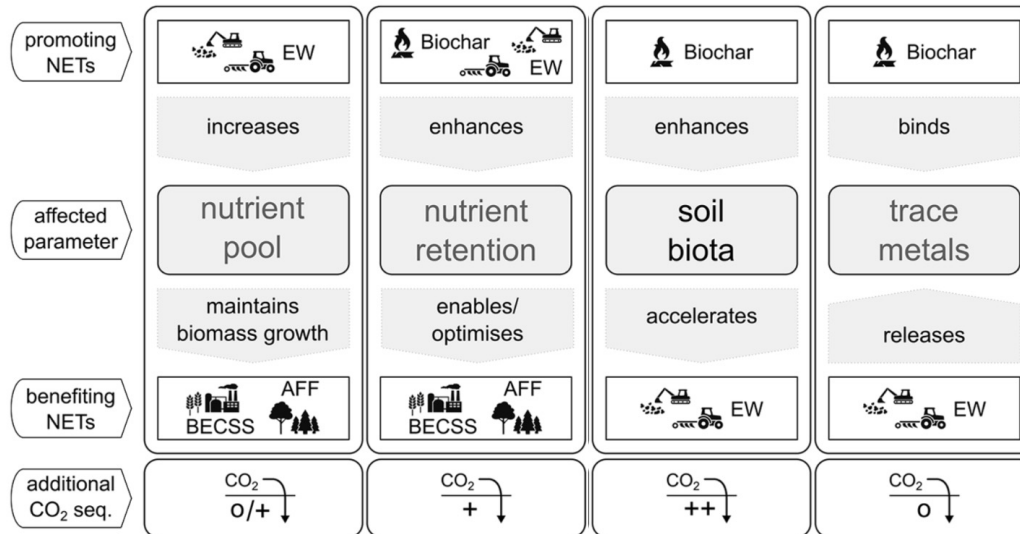 promoting
NETs
EW
Biochar
EW
Biochar
Biochar
increases
enhances
enhances
binds
affected
parameter
nutrient
pool
nutrient
retention
soil
biota
trace
metals
maintains
biomass growth
enables/
optimises
accelerates
releases
benefiting
NETs
AFF
BECSS
AFF
BECSS
EW
EW
additional
CO₂ seq.
CO₂
o/+
CO₂
+
CO₂
++
CO₂
o